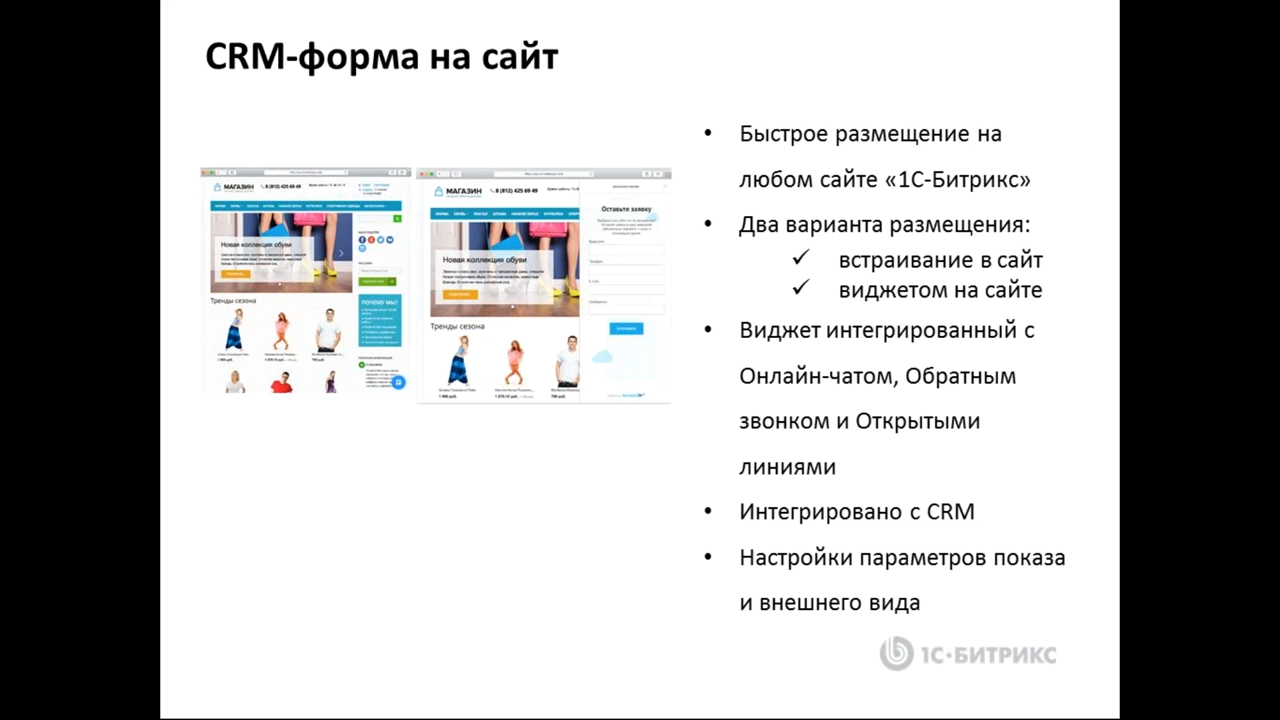 CRM-форма на сайт
МАГАЗИН
8 (812) 425 69 49
Новая коллекция обуви
Тренды сезона
ПОЧЕМУ МЫ?
МАГАЗИН
8 (812) 425 69 49
Новая коллекция обуви
Тренды сезона
Оставьте заявку
• Быстрое размещение на
любом сайте «1С-Битрикс»
• Два варианта размещения:
✓ встраивание в сайт
✓ виджетом на сайте
• Виджет интегрированный с
Онлайн-чатом, Обратным
звонком и Открытыми
линиями
• Интегрировано с CRM
• Настройки параметров показа
и внешнего вида
1С·БИТРИКС